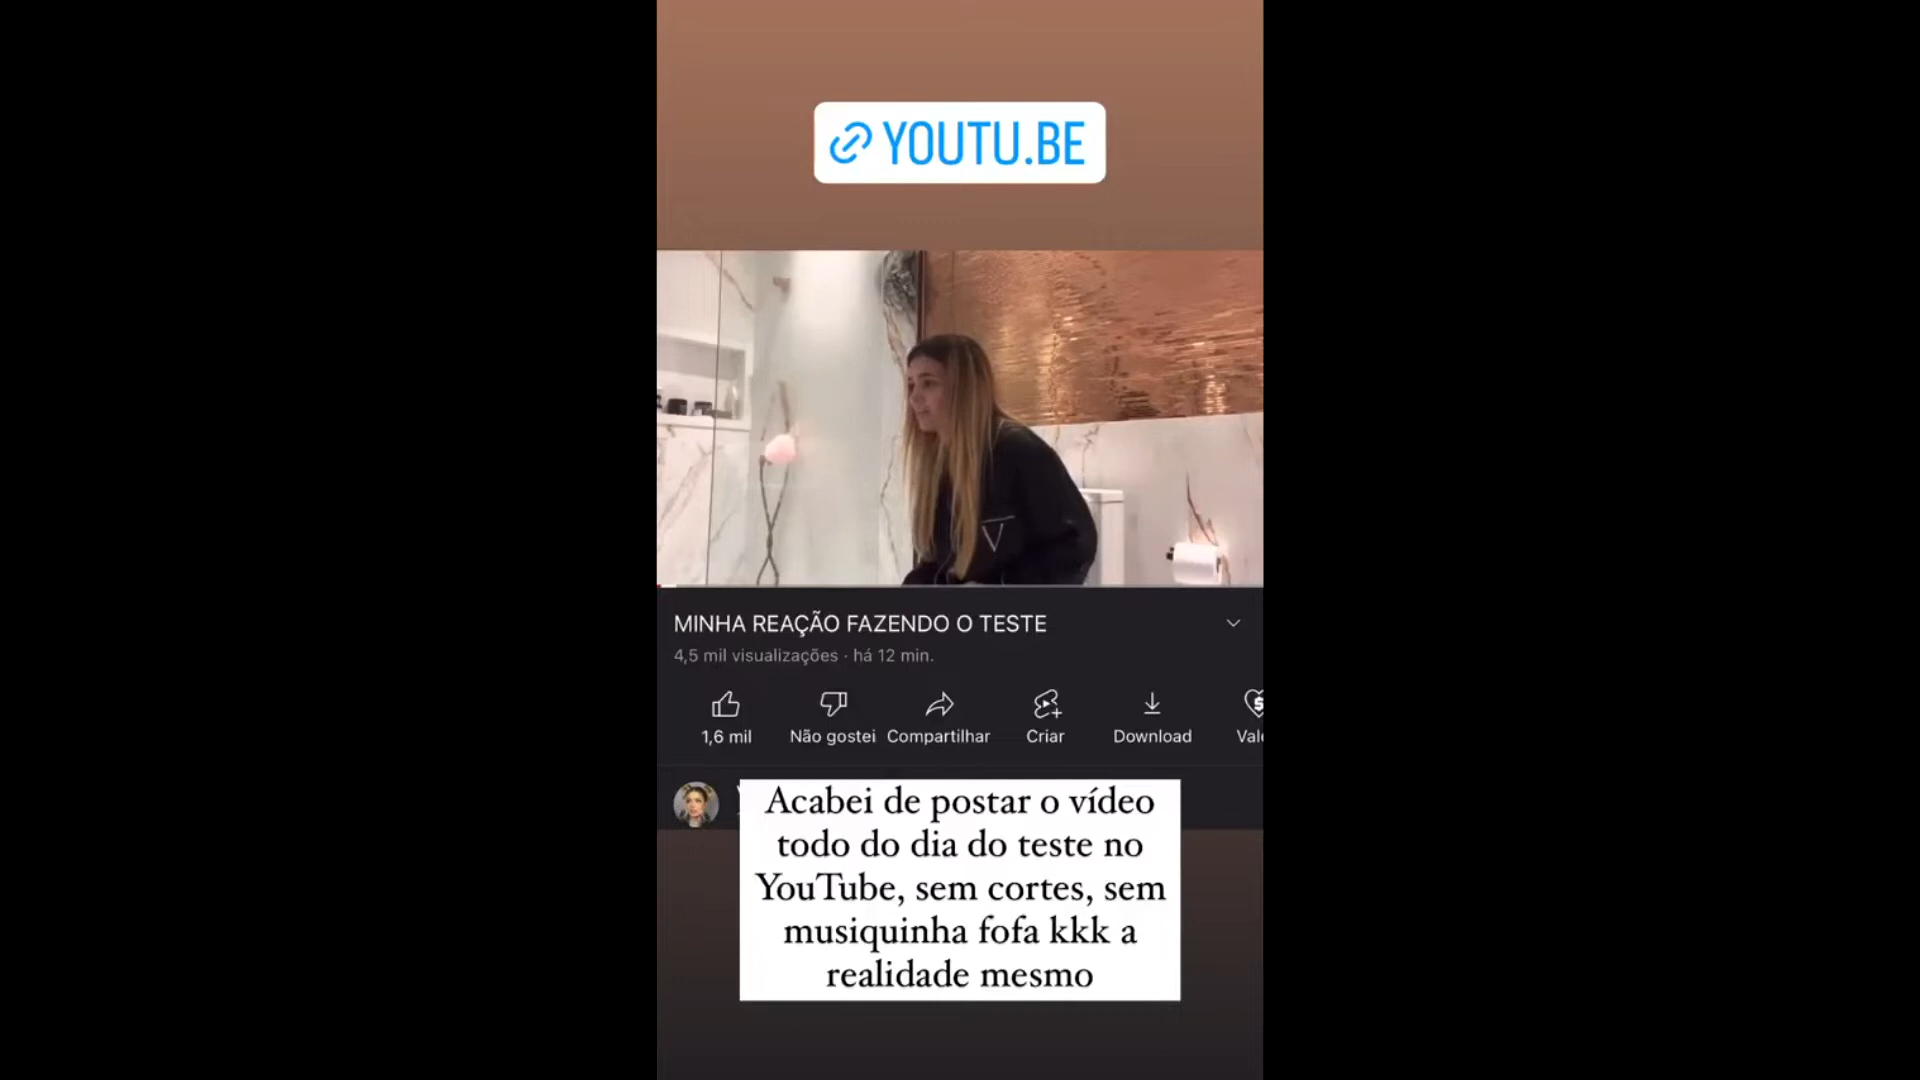 YOUTU.BE
V
MINHA REAÇÃO FAZENDO O TESTE
4,5 mil visualizações · há 12 min.
1,6 mil Não gostei Compartilhar Criar Download
Acabei de postar o vídeo
todo do dia do teste no
YouTube, sem cortes, sem
musiquinha fofa kkk a
realidade mesmo